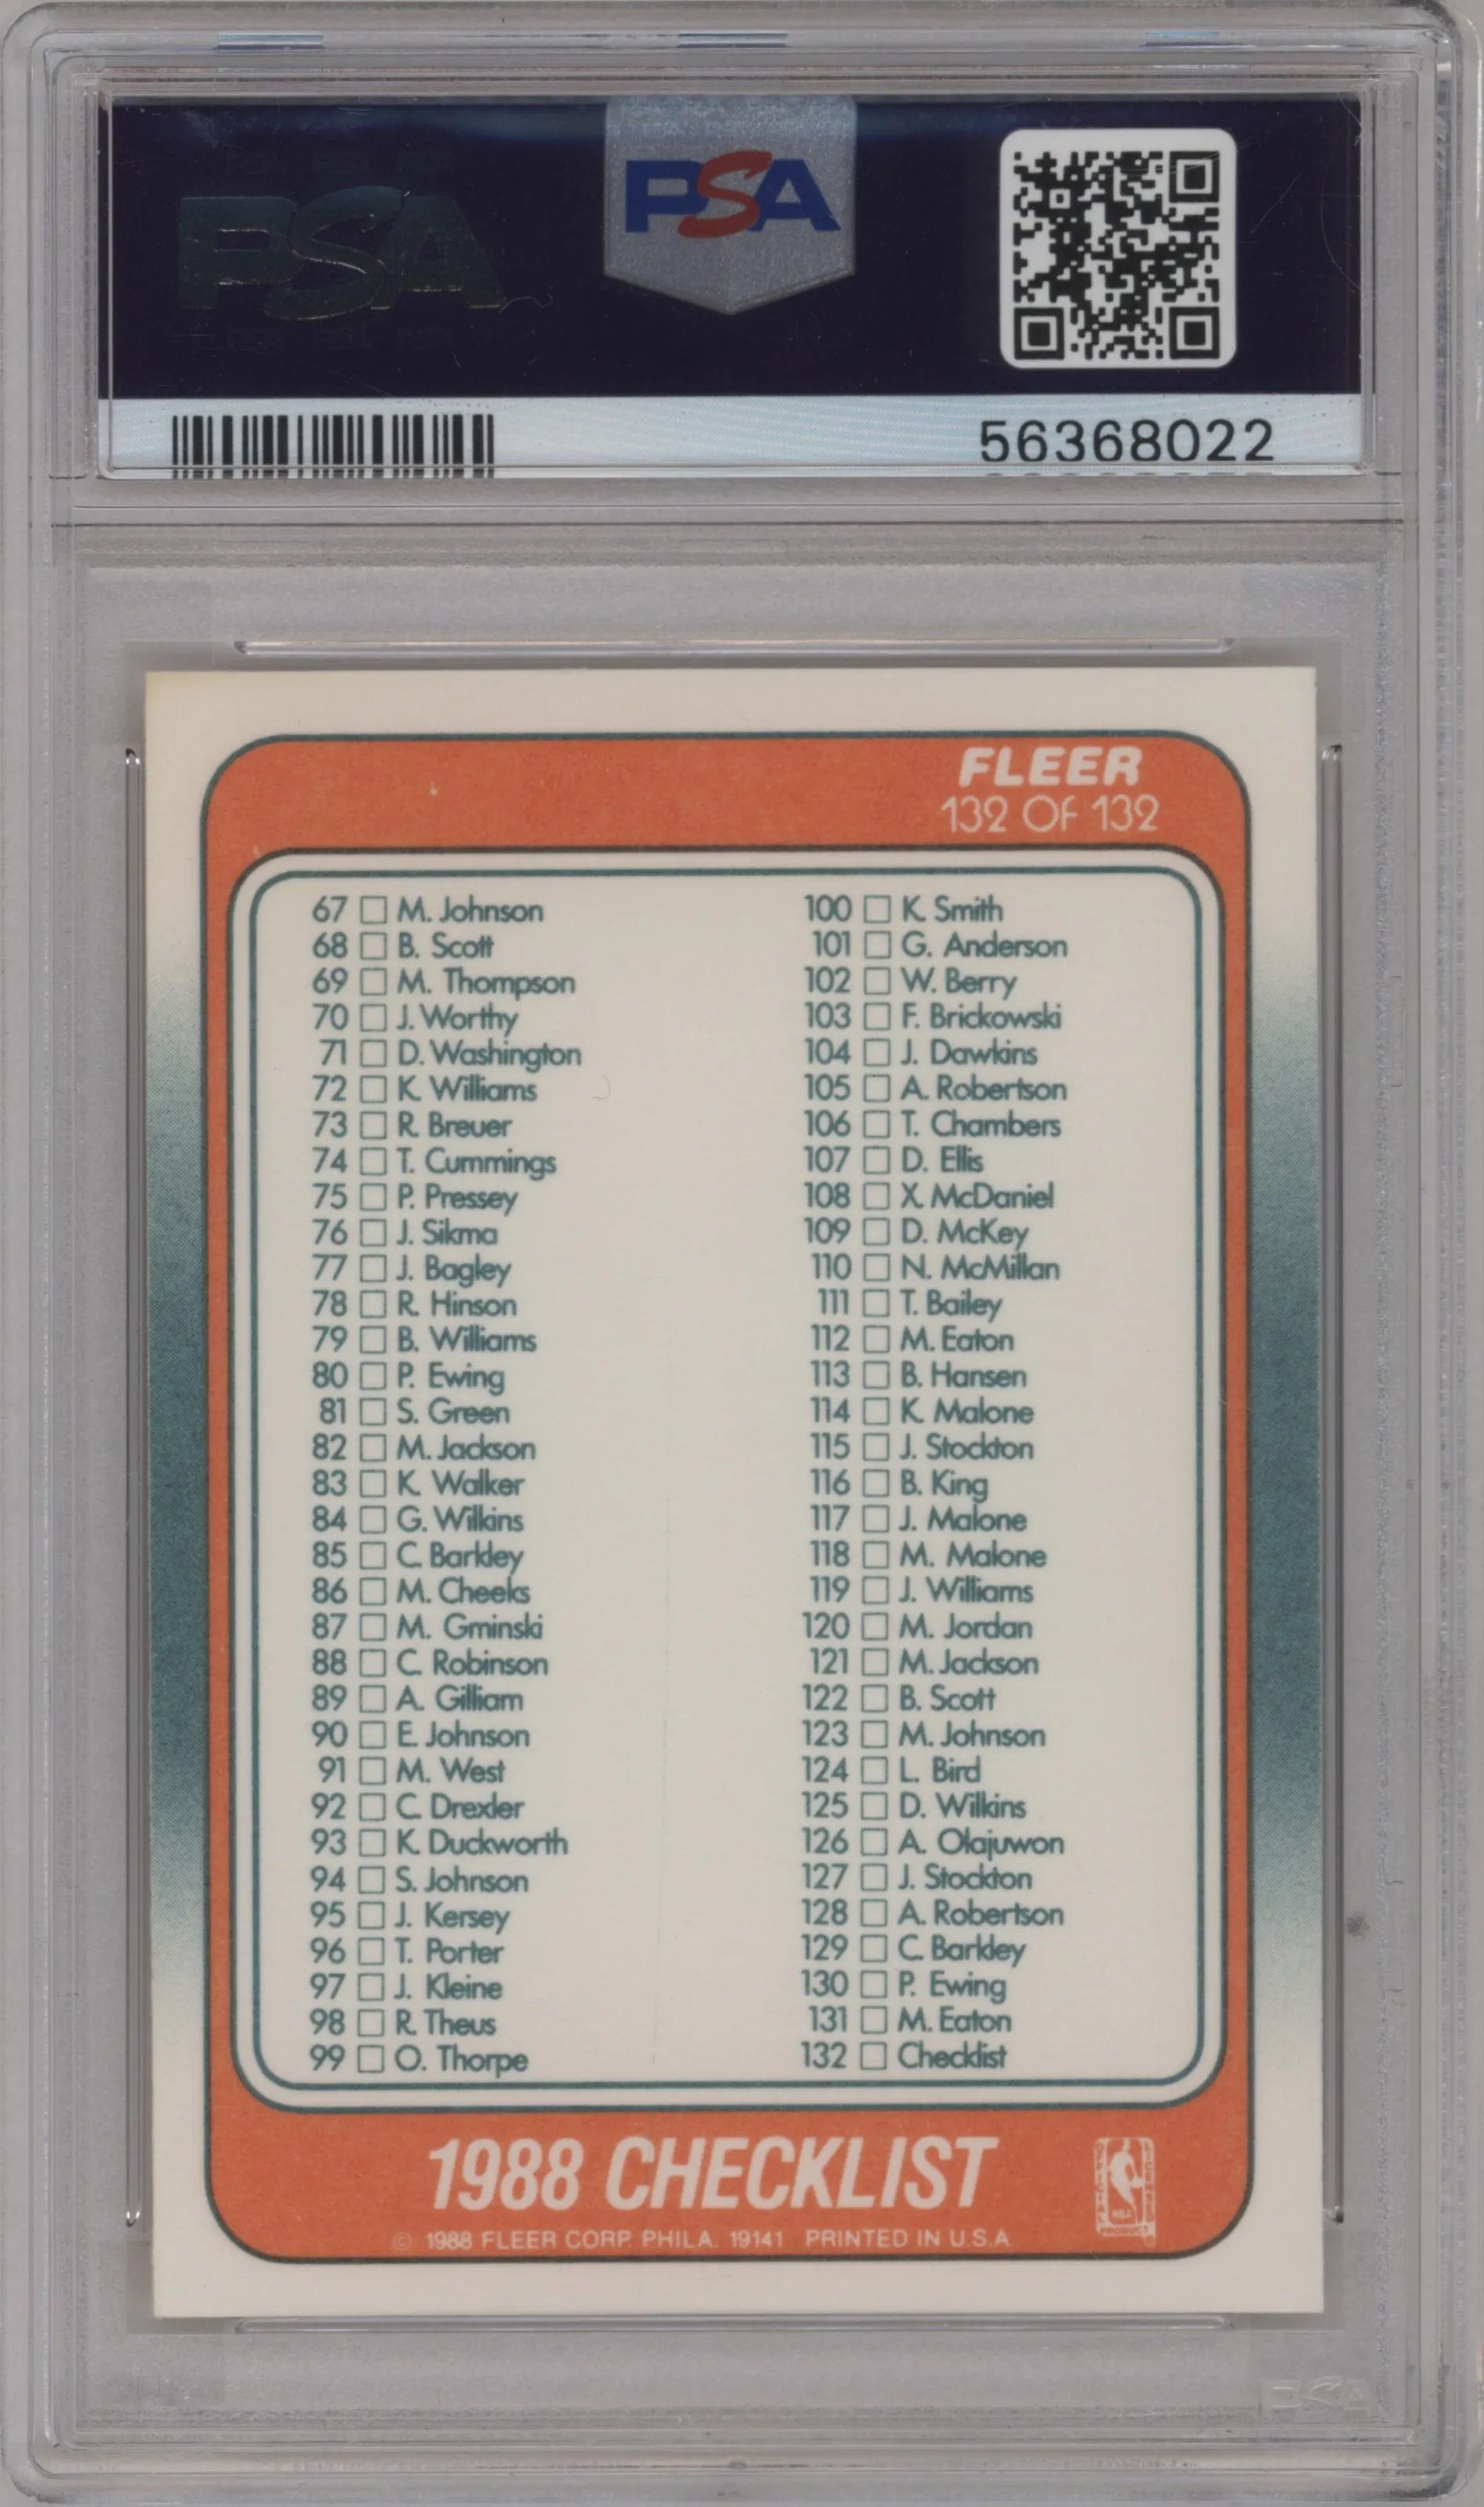 PSA
PSA
56368022
FLEER
132 OF 132
67 □ M. Johnson
68 □ B. Scott
69 □ M. Thompson
70 □ J. Worthy
71 □ D. Washington
72 □ K. Williams
73 □ R. Breuer
74 □ T. Cummings
75 □ P. Pressey
76 □ J. Sikma
77 □ J. Bagley
78 □ R. Hinson
79 □ B. Williams
80 □ P. Ewing
81 □ S. Green
82 □ M. Jackson
83 □ K. Walker
84 □ G. Wilkins
85 □ C. Barkley
86 □ M. Cheeks
87 □ M. Gminski
88 □ C. Robinson
89 □ A. Gilliam
90 □ E. Johnson
91 □ M. West
92 □ C. Drexler
93 □ K. Duckworth
94 □ S. Johnson
95 □ J. Kersey
96 □ T. Porter
97 □ J. Kleine
98 □ R. Theus
99 □ O. Thorpe
100 □ K. Smith
101 □ G. Anderson
102 □ W. Berry
103 □ F. Brickowski
104 □ J. Dawkins
105 □ A. Robertson
106 □ T. Chambers
107 □ D. Ellis
108 □ X. McDaniel
109 □ D. McKey
110 □ N. McMillan
111 □ T. Bailey
112 □ M. Eaton
113 □ B. Hansen
114 □ K. Malone
115 □ J. Stockton
116 □ B. King
117 □ J. Malone
118 □ M. Malone
119 □ J. Williams
120 □ M. Jordan
121 □ M. Jackson
122 □ B. Scott
123 □ M. Johnson
124 □ L. Bird
125 □ D. Wilkins
126 □ A. Olajuwon
127 □ J. Stockton
128 □ A. Robertson
129 □ C. Barkley
130 □ P. Ewing
131 □ M. Eaton
132 □ Checklist
1988 CHECKLIST
© 1988 FLEER CORP. PHILA. 19141 PRINTED IN U.S.A.
NBA
PSA